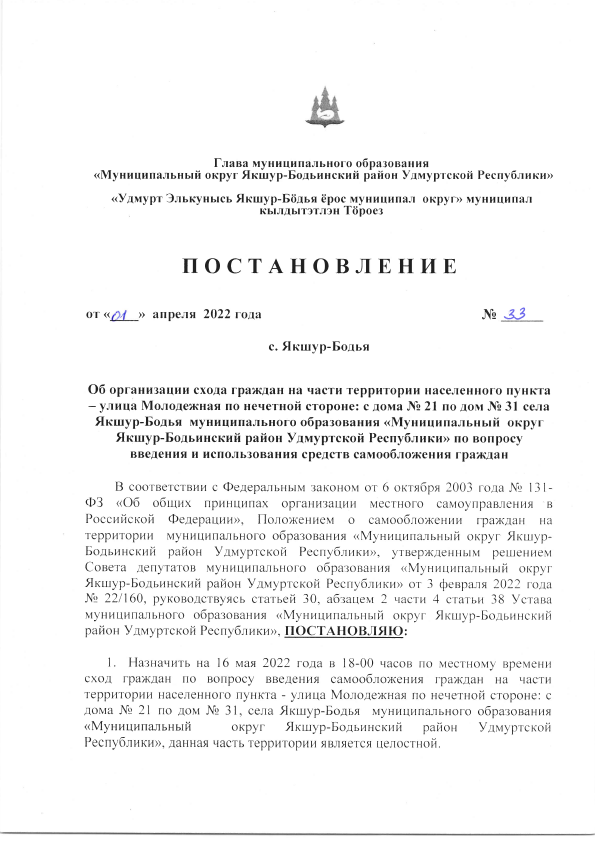 Глава муниципального образования
«Муниципальный округ Якшур-Бодьинский район Удмуртской Республики»
«Удмурт Элькунысь Якшур-Бӧдья ёрос муниципал округ» муниципал
кылдытэтлэн Тӧроез
П О С Т А Н О В Л Е Н И Е
от «01» апреля 2022 года № 33
с. Якшур-Бодья
Об организации схода граждан на части территории населенного пункта
– улица Молодежная по нечетной стороне: с дома № 21 по дом № 31 села
Якшур-Бодья муниципального образования «Муниципальный округ
Якшур-Бодьинский район Удмуртской Республики» по вопросу
введения и использования средств самообложения граждан
В соответствии с Федеральным законом от 6 октября 2003 года № 131-
ФЗ «Об общих принципах организации местного самоуправления в
Российской Федерации», Положением о самообложении граждан на
территории муниципального образования «Муниципальный округ Якшур-
Бодьинский район Удмуртской Республики», утвержденным решением
Совета депутатов муниципального образования «Муниципальный округ
Якшур-Бодьинский район Удмуртской Республики» от 3 февраля 2022 года
№ 22/160, руководствуясь статьей 30, абзацем 2 части 4 статьи 38 Устава
муниципального образования «Муниципальный округ Якшур-Бодьинский
район Удмуртской Республики», ПОСТАНОВЛЯЮ:
1. Назначить на 16 мая 2022 года в 18-00 часов по местному времени
сход граждан по вопросу введения самообложения граждан на части
территории населенного пункта - улица Молодежная по нечетной стороне: с
дома № 21 по дом № 31, села Якшур-Бодья муниципального образования
«Муниципальный округ Якшур-Бодьинский район Удмуртской
Республики», данная часть территории является целостной.